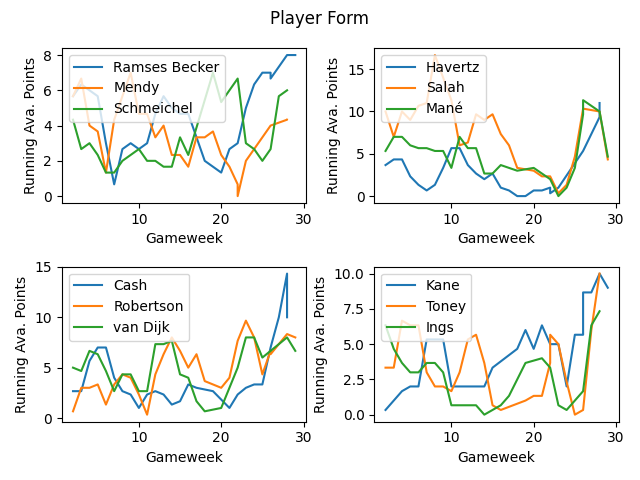 Player Form
Running Ava. Points
8
6
4
2
0
Ramses Becker
Mendy
Schmeichel
10
20
30
Gameweek
Running Ava. Points
15
10
5
0
Havertz
Salah
Mané
10
20
30
Gameweek
Running Ava. Points
15
10
5
0
Cash
Robertson
van Dijk
10
20
30
Gameweek
Running Ava. Points
10.0
7.5
5.0
2.5
0.0
Kane
Toney
Ings
10
20
30
Gameweek